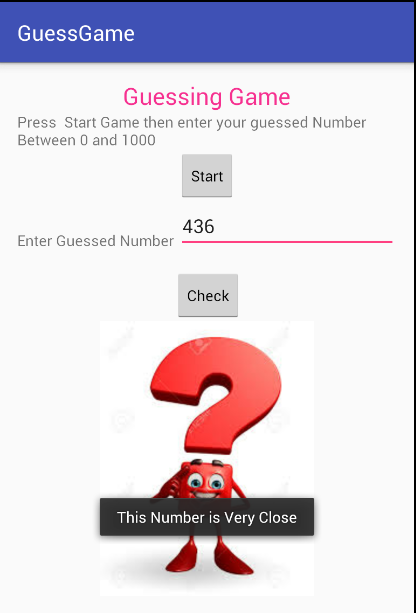 GuessGame
Guessing Game
Press Start Game then enter your guessed Number
Between 0 and 1000
Start
Enter Guessed Number 436
Check
This Number is Very Close